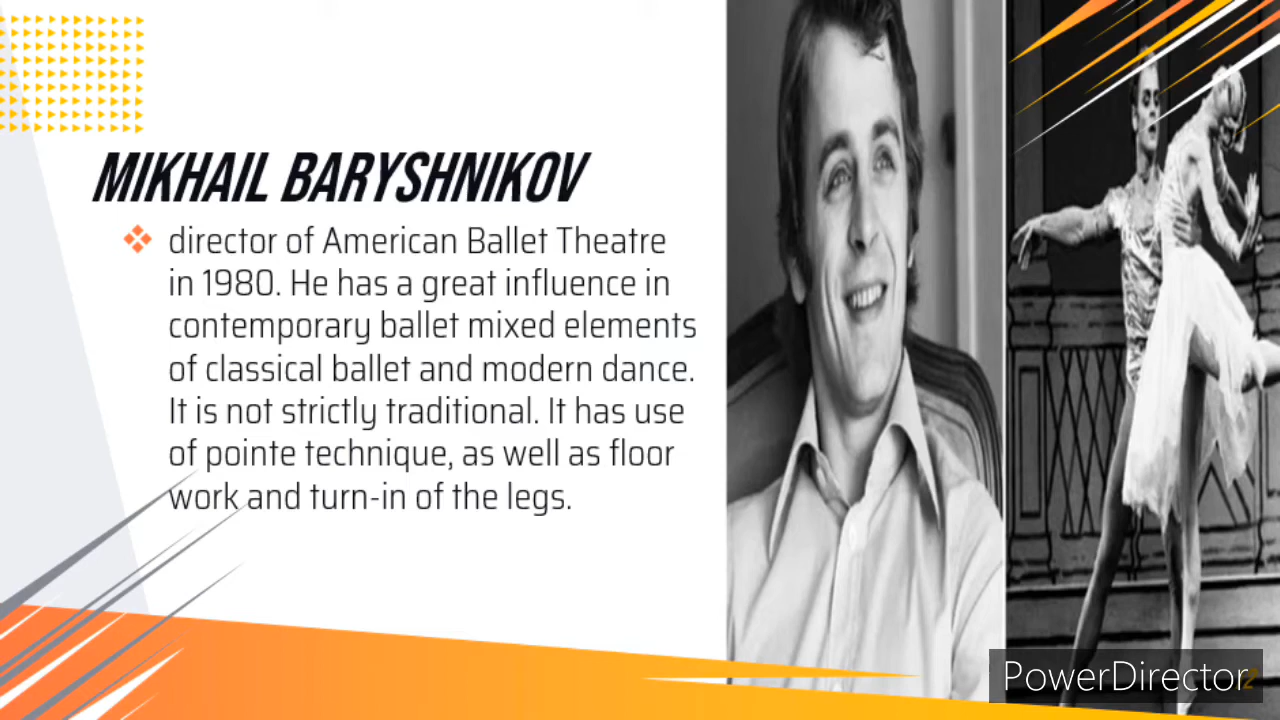 MIKHAIL BARYSHNIKOV
director of American Ballet Theatre
in 1980. He has a great influence in
contemporary ballet mixed elements
of classical ballet and modern dance.
It is not strictly traditional. It has use
of pointe technique, as well as floor
work and turn-in of the legs.
PowerDirector